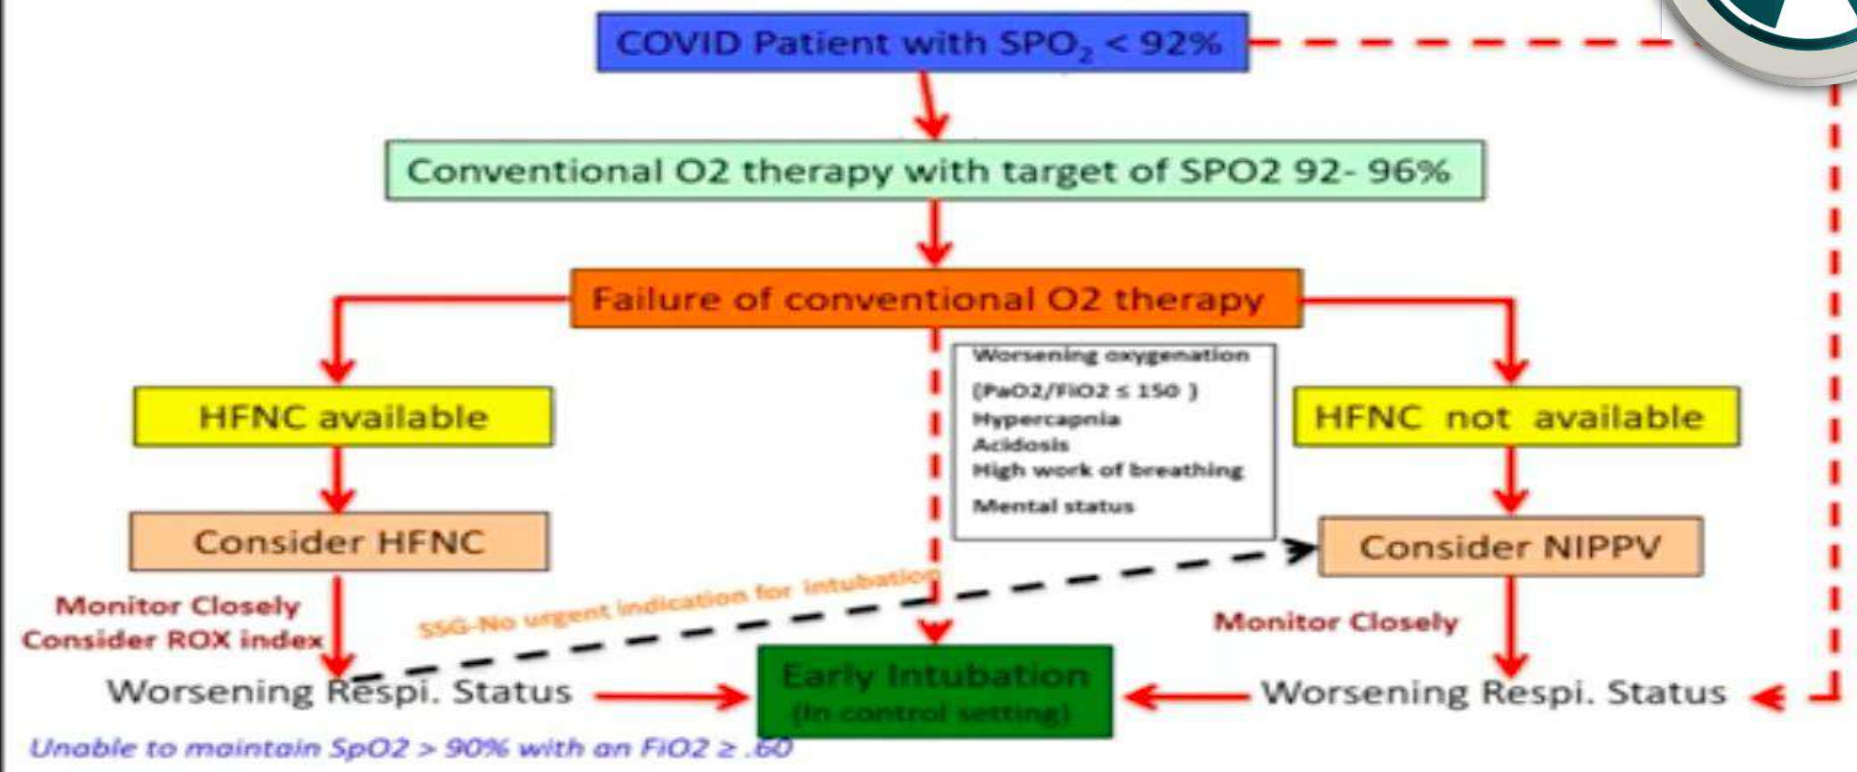 COVID Patient with SPO₂ < 92%
Conventional O2 therapy with target of SPO2 92- 96%
Failure of conventional O2 therapy
Worsening oxygenation
(PaO2/FiO2 ≤ 150 )
Hypercapnia
Acidosis
High work of breathing
Mental status
HFNC available
HFNC not available
Consider HFNC
Consider NIPPV
Monitor Closely
Consider ROX index
SSG-No urgent indication for intubation
Monitor Closely
Worsening Respi. Status
Early Intubation
(In control setting)
Worsening Respi. Status
Unable to maintain SpO2 > 90% with an FiO2 ≥ .60